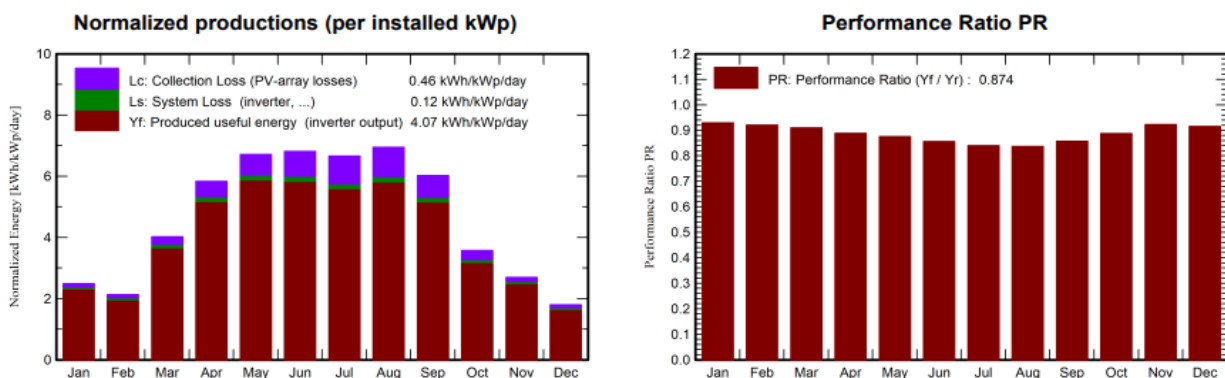 Normalized productions (per installed kWp)
Normalized Energy [kWh/kWp/day]
10
8
6
4
2
0
Lc: Collection Loss (PV-array losses) 0.46 kWh/kWp/day
Ls: System Loss (inverter, ...) 0.12 kWh/kWp/day
Yf: Produced useful energy (inverter output) 4.07 kWh/kWp/day
Jan Feb Mar Apr May Jun Jul Aug Sep Oct Nov Dec
Performance Ratio PR
Performance Ratio PR
1.2
1.1
1.0
0.9
0.8
0.7
0.6
0.5
0.4
0.3
0.2
0.1
0.0
PR: Performance Ratio (Yf / Yr) : 0.874
Jan Feb Mar Apr May Jun Jul Aug Sep Oct Nov Dec